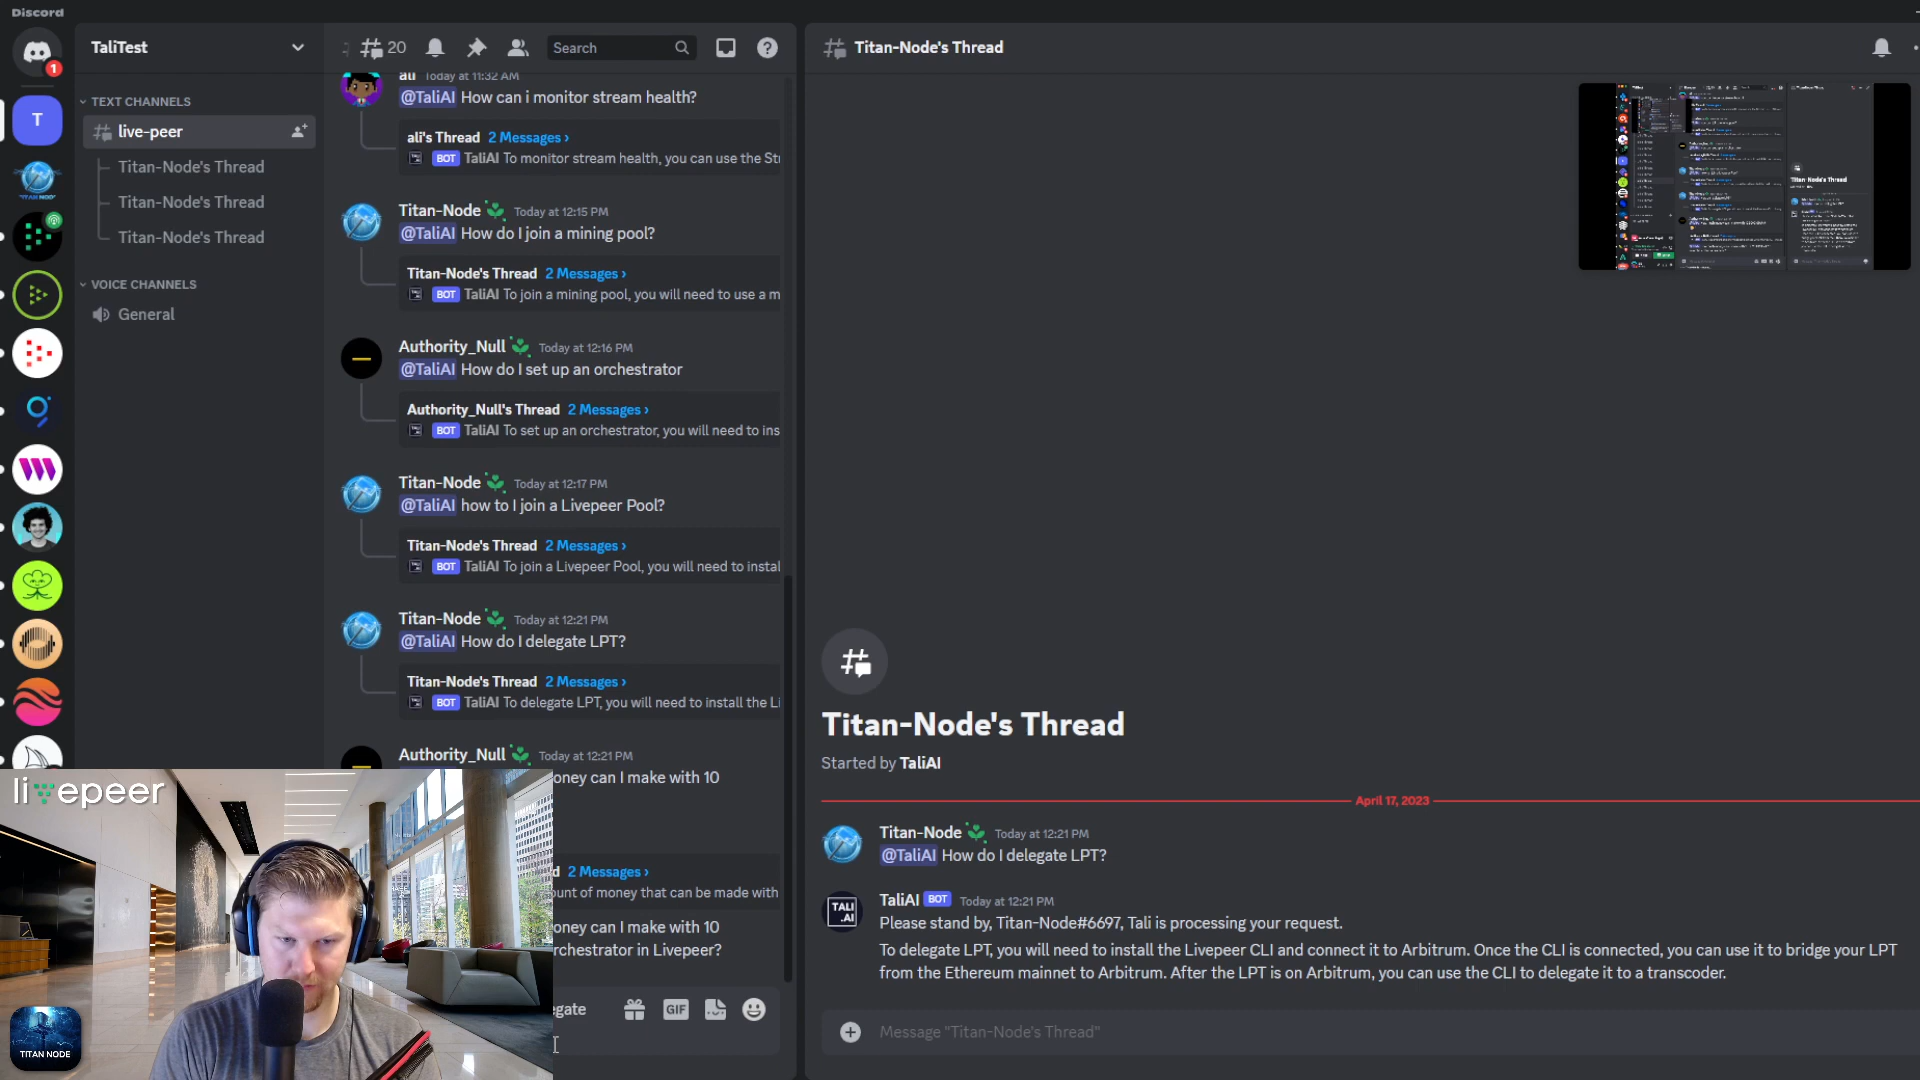 Discord
TaliTest
TEXT CHANNELS
live-peer
Titan-Node's Thread
Titan-Node's Thread
Titan-Node's Thread
VOICE CHANNELS
General
1
T
TITAN NODE
20
Search
ali Today at 11:32 AM
@TaliAI How can i monitor stream health?
ali's Thread 2 Messages ›
BOT TaliAI To monitor stream health, you can use the Str
Titan-Node Today at 12:15 PM
@TaliAI How do I join a mining pool?
Titan-Node's Thread 2 Messages ›
BOT TaliAI To join a mining pool, you will need to use a m
Authority_Null Today at 12:16 PM
@TaliAI How do I set up an orchestrator
Authority_Null's Thread 2 Messages ›
BOT TaliAI To set up an orchestrator, you will need to ins
Titan-Node Today at 12:17 PM
@TaliAI how to I join a Livepeer Pool?
Titan-Node's Thread 2 Messages ›
BOT TaliAI To join a Livepeer Pool, you will need to instal
Titan-Node Today at 12:21 PM
@TaliAI How do I delegate LPT?
Titan-Node's Thread 2 Messages ›
BOT TaliAI To delegate LPT, you will need to install the Li
Authority_Null Today at 12:21 PM
oney can I make with 10
d 2 Messages ›
ount of money that can be made with
oney can I make with 10
rchestrator in Livepeer?
egate
GIF
livepeer
TITAN NODE
Titan-Node's Thread
Titan-Node's Thread
Titan-Node's Thread
Started by TaliAI
April 17, 2023
Titan-Node Today at 12:21 PM
@TaliAI How do I delegate LPT?
TALI
.AI
TaliAI BOT Today at 12:21 PM
Please stand by, Titan-Node#6697, Tali is processing your request.
To delegate LPT, you will need to install the Livepeer CLI and connect it to Arbitrum. Once the CLI is connected, you can use it to bridge your LPT
from the Ethereum mainnet to Arbitrum. After the LPT is on Arbitrum, you can use the CLI to delegate it to a transcoder.
Message "Titan-Node's Thread"